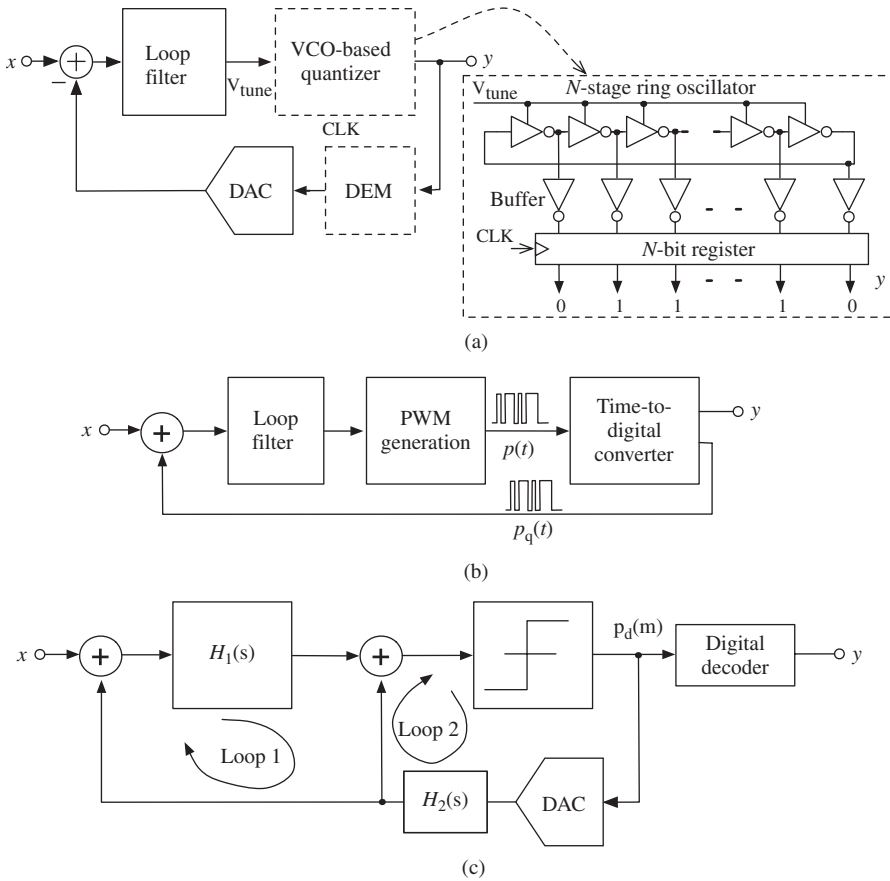 x
+
−
Loop
filter
V_tune
VCO-based
quantizer
y
CLK
DAC
DEM
V_tune
N-stage ring oscillator
Buffer
CLK
N-bit register
y
0 1 1 1 0
(a)
x
+
Loop
filter
PWM
generation
p(t)
Time-to-
digital
converter
y
p_q(t)
(b)
x
+
H_1(s)
+
p_d(m)
Digital
decoder
y
Loop 1
Loop 2
H_2(s)
DAC
(c)